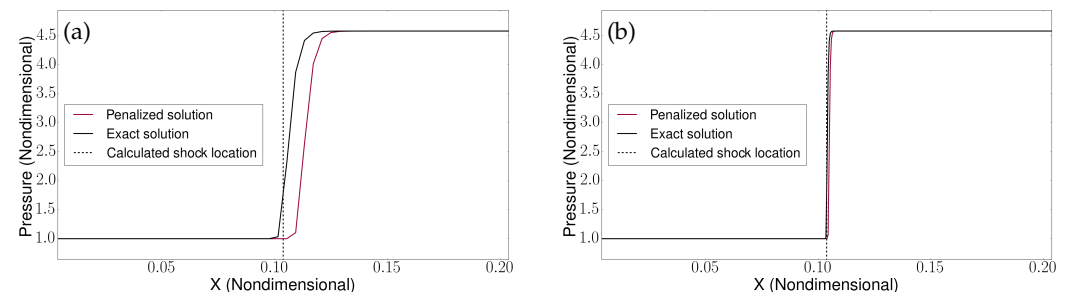 (a)
Pressure (Nondimensional)
4.5
4.0
3.5
3.0
2.5
2.0
1.5
1.0
Penalized solution
Exact solution
Calculated shock location
0.05
0.10
0.15
0.20
X (Nondimensional)
(b)
Pressure (Nondimensional)
4.5
4.0
3.5
3.0
2.5
2.0
1.5
1.0
Penalized solution
Exact solution
Calculated shock location
0.05
0.10
0.15
0.20
X (Nondimensional)